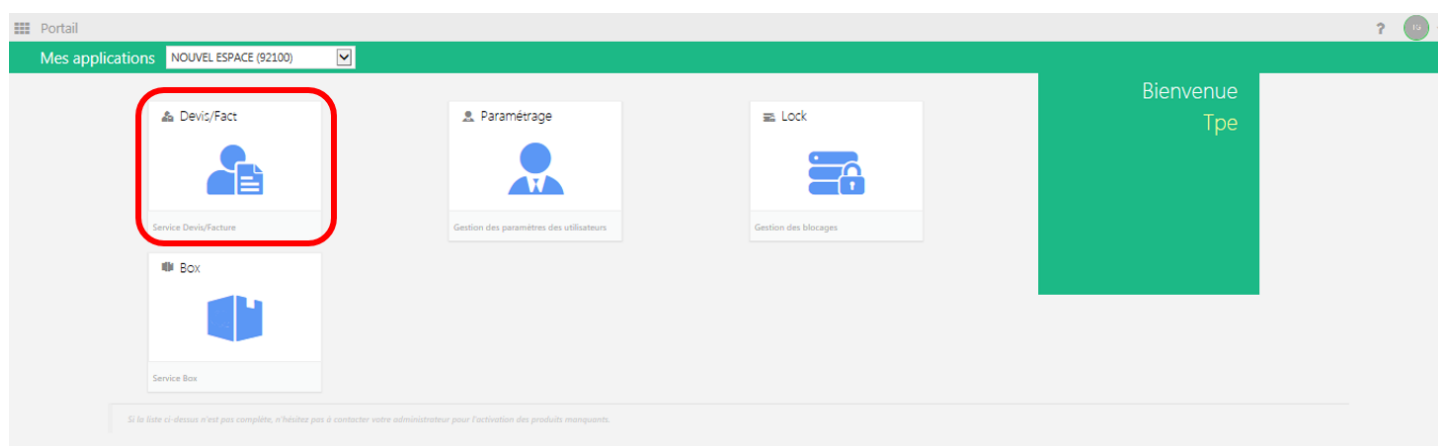 Portail
?
Mes applications NOUVEL ESPACE (92100)
Bienvenue
Tpe
Devis/Fact
Service Devis/Facture
Paramétrage
Gestion des paramètres des utilisateurs
Lock
Gestion des blocages
Box
Service Box
Si la liste ci-dessus n'est pas complète, n'hésitez pas à contacter votre administrateur pour l'activation des produits manquants.